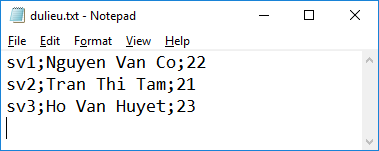 dulieu.txt - Notepad
File Edit Format View Help
sv1;Nguyen Van Co;22
sv2;Tran Thi Tam;21
sv3;Ho Van Huyet;23